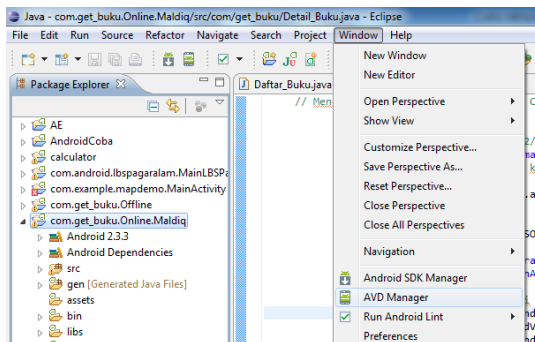 Java - com.get_buku.Online.Maldiq/src/com/get_buku/Detail_Buku.java - Eclipse
File Edit Run Source Refactor Navigate Search Project Window Help
Package Explorer
Daftar_Buku.java
// Men
New Window
New Editor
Open Perspective
Show View
Customize Perspective...
Save Perspective As...
Reset Perspective...
Close Perspective
Close All Perspectives
Navigation
Android SDK Manager
AVD Manager
Run Android Lint
Preferences
AE
AndroidCoba
calculator
com.android.lbspagaralam.MainLBSPa
com.example.mapdemo.MainActivity
com.get_buku.Offline
com.get_buku.Online.Maldiq
Android 2.3.3
Android Dependencies
src
gen [Generated Java Files]
assets
bin
libs